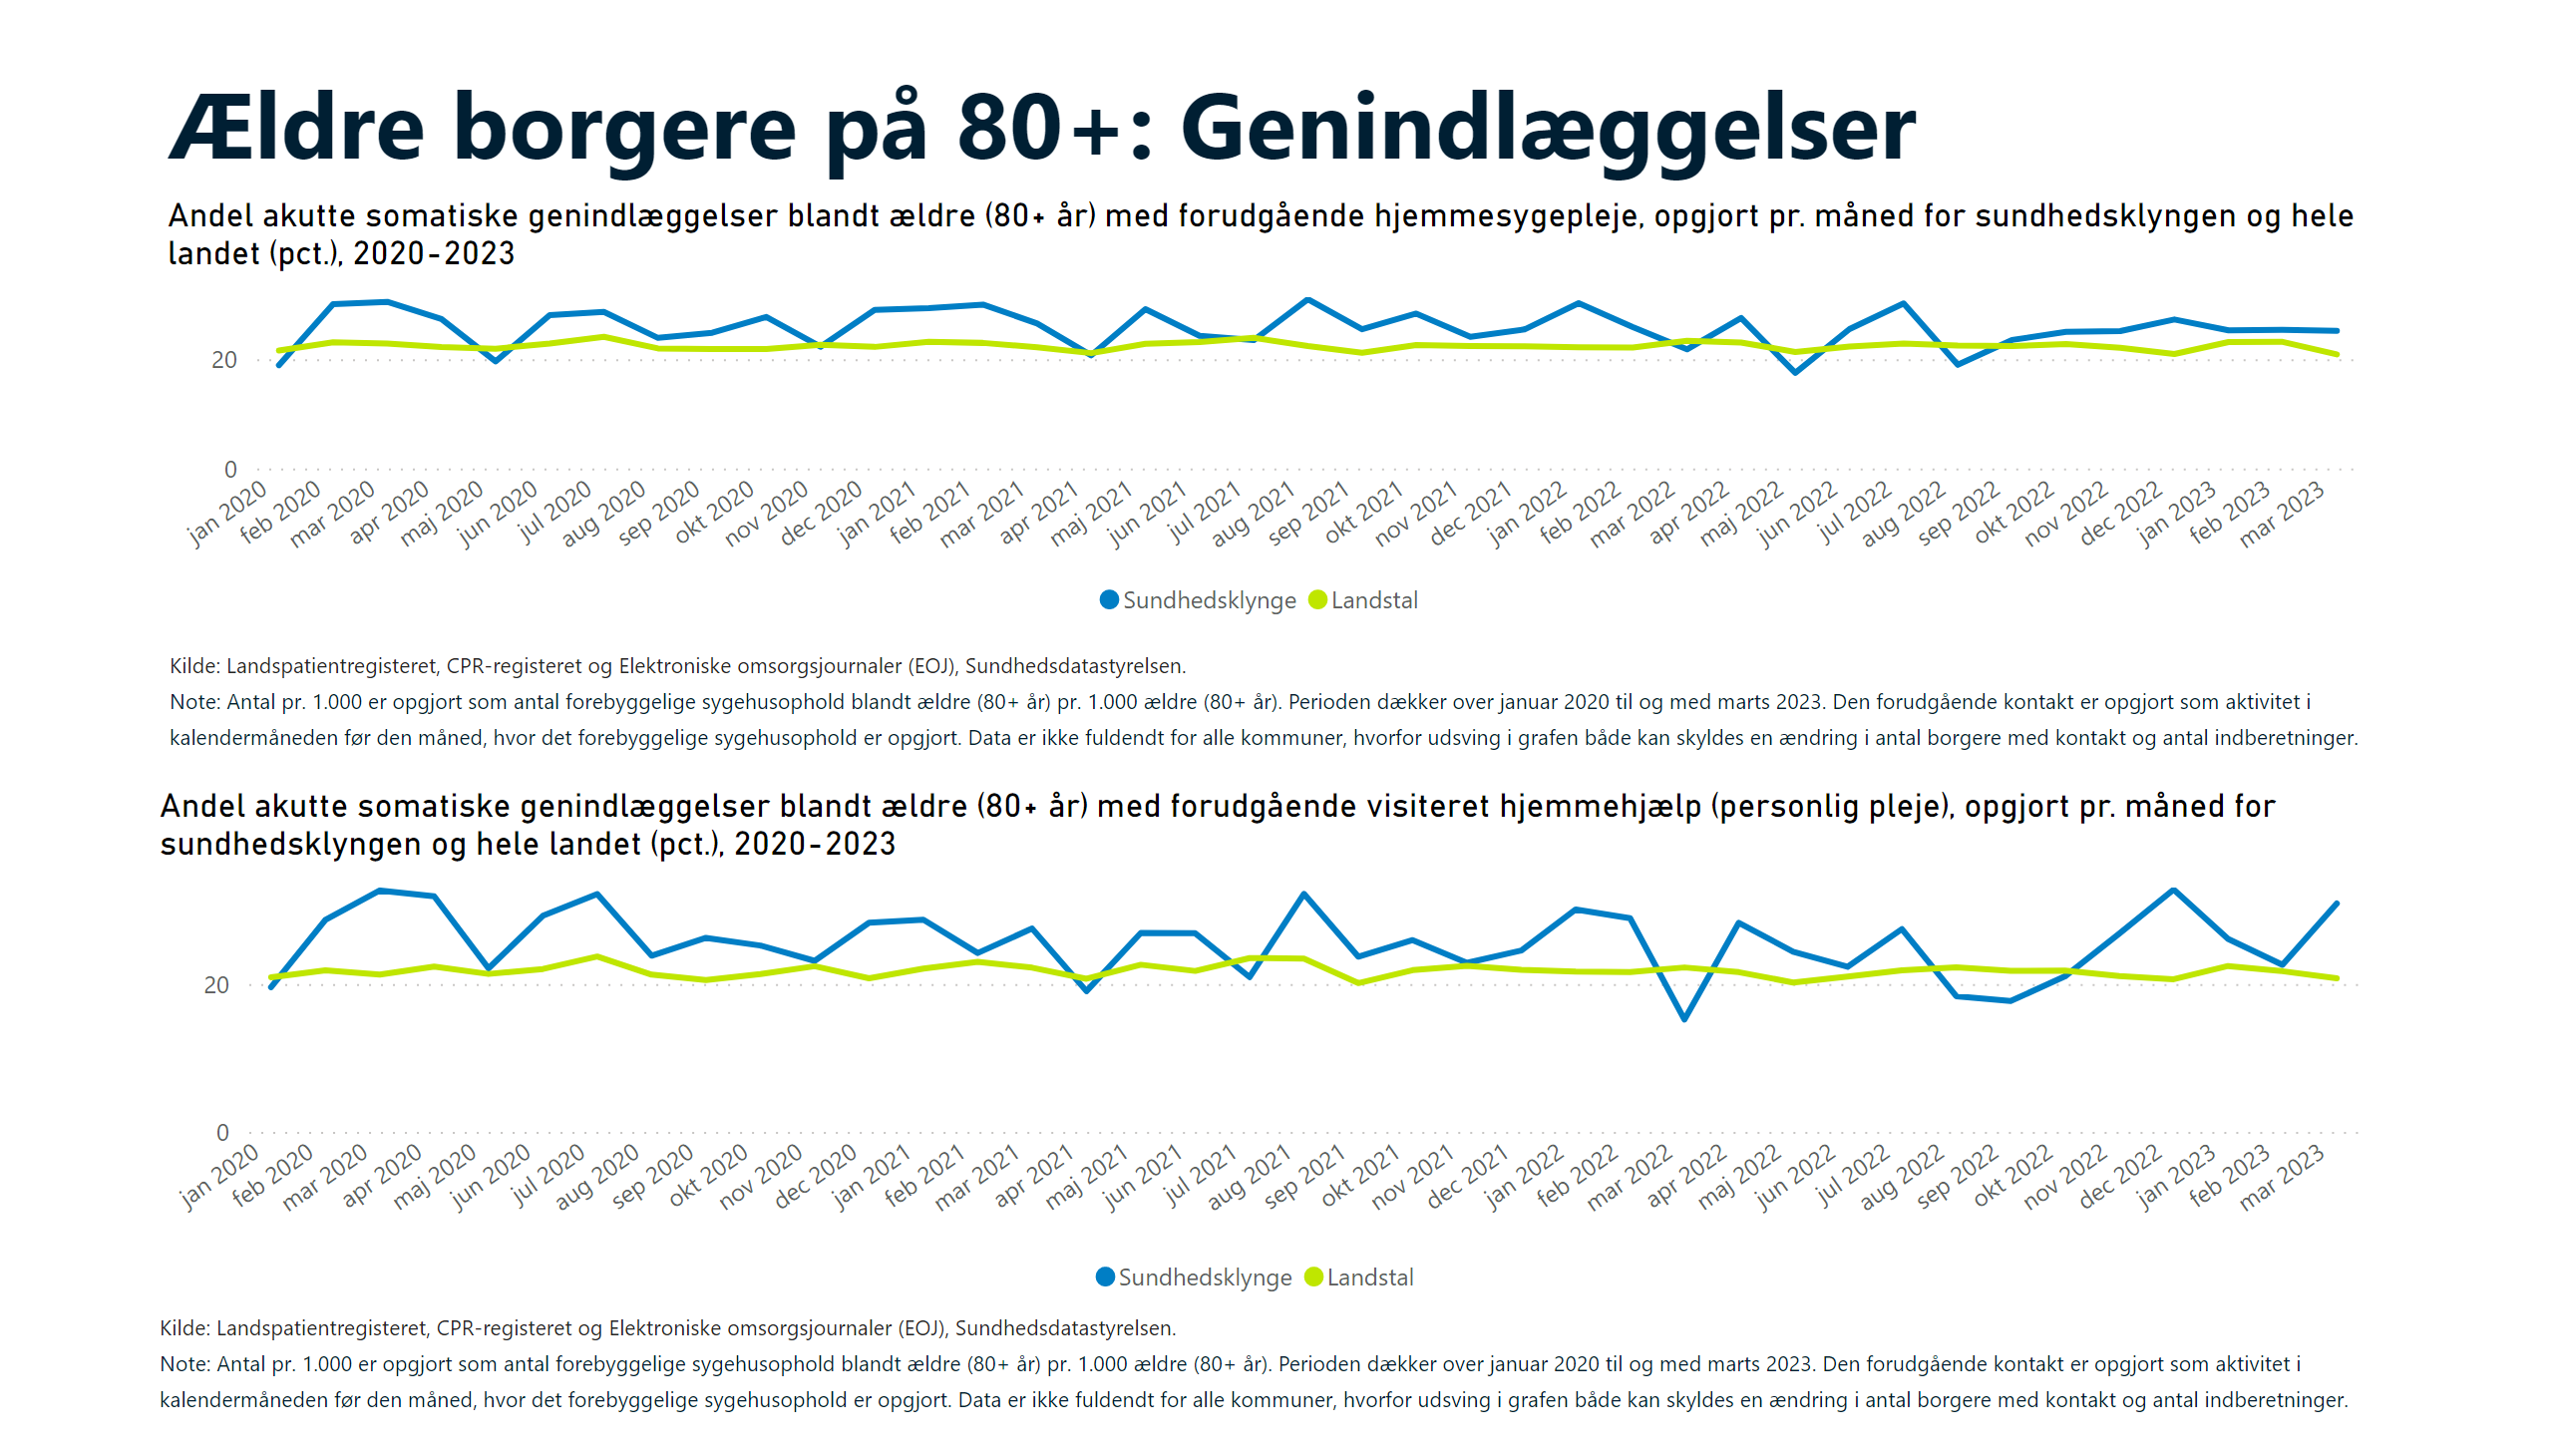 Ældre borgere på 80+: Genindlæggelser
Andel akutte somatiske genindlæggelser blandt ældre (80+ år) med forudgående hjemmesygepleje, opgjort pr. måned for sundhedsklyngen og hele
landet (pct.), 2020-2023
20
0
jan 2020
feb 2020
mar 2020
apr 2020
maj 2020
jun 2020
jul 2020
aug 2020
sep 2020
okt 2020
nov 2020
dec 2020
jan 2021
feb 2021
mar 2021
apr 2021
maj 2021
jun 2021
jul 2021
aug 2021
sep 2021
okt 2021
nov 2021
dec 2021
jan 2022
feb 2022
mar 2022
apr 2022
maj 2022
jun 2022
jul 2022
aug 2022
sep 2022
okt 2022
nov 2022
dec 2022
jan 2023
feb 2023
mar 2023
Sundhedsklynge Landstal
Kilde: Landspatientregisteret, CPR-registeret og Elektroniske omsorgsjournaler (EOJ), Sundhedsdatastyrelsen.
Note: Antal pr. 1.000 er opgjort som antal forebyggelige sygehusophold blandt ældre (80+ år) pr. 1.000 ældre (80+ år). Perioden dækker over januar 2020 til og med marts 2023. Den forudgående kontakt er opgjort som aktivitet i
kalendermåneden før den måned, hvor det forebyggelige sygehusophold er opgjort. Data er ikke fuldendt for alle kommuner, hvorfor udsving i grafen både kan skyldes en ændring i antal borgere med kontakt og antal indberetninger.
Andel akutte somatiske genindlæggelser blandt ældre (80+ år) med forudgående visiteret hjemmehjælp (personlig pleje), opgjort pr. måned for
sundhedsklyngen og hele landet (pct.), 2020-2023
20
0
jan 2020
feb 2020
mar 2020
apr 2020
maj 2020
jun 2020
jul 2020
aug 2020
sep 2020
okt 2020
nov 2020
dec 2020
jan 2021
feb 2021
mar 2021
apr 2021
maj 2021
jun 2021
jul 2021
aug 2021
sep 2021
okt 2021
nov 2021
dec 2021
jan 2022
feb 2022
mar 2022
apr 2022
maj 2022
jun 2022
jul 2022
aug 2022
sep 2022
okt 2022
nov 2022
dec 2022
jan 2023
feb 2023
mar 2023
Sundhedsklynge Landstal
Kilde: Landspatientregisteret, CPR-registeret og Elektroniske omsorgsjournaler (EOJ), Sundhedsdatastyrelsen.
Note: Antal pr. 1.000 er opgjort som antal forebyggelige sygehusophold blandt ældre (80+ år) pr. 1.000 ældre (80+ år). Perioden dækker over januar 2020 til og med marts 2023. Den forudgående kontakt er opgjort som aktivitet i
kalendermåneden før den måned, hvor det forebyggelige sygehusophold er opgjort. Data er ikke fuldendt for alle kommuner, hvorfor udsving i grafen både kan skyldes en ændring i antal borgere med kontakt og antal indberetninger.